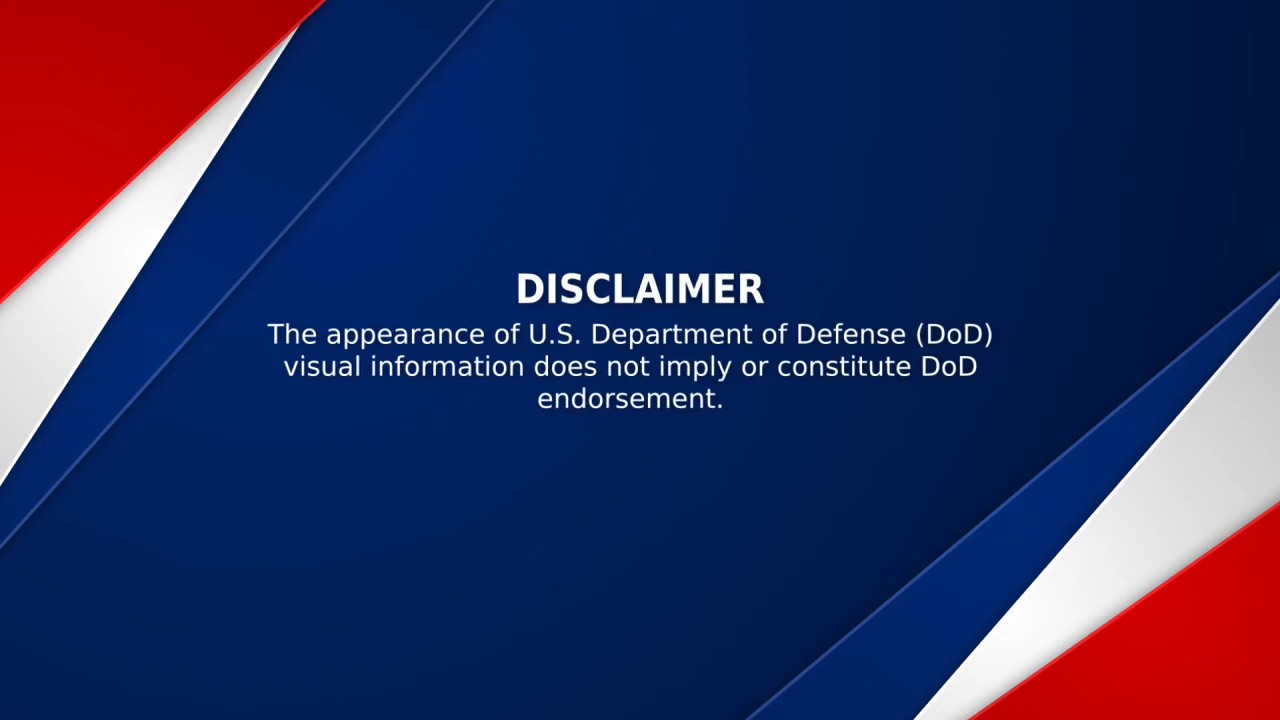 DISCLAIMER
The appearance of U.S. Department of Defense (DoD)
visual information does not imply or constitute DoD
endorsement.